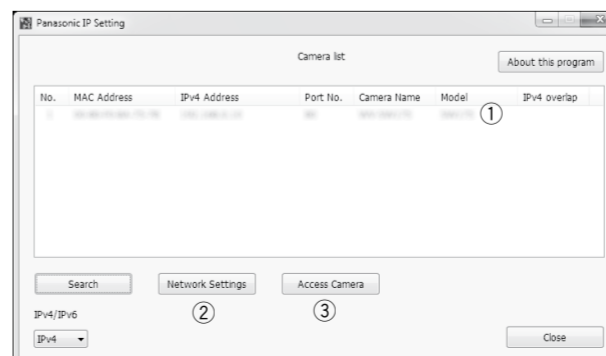 Panasonic IP Setting
Camera list
About this program
No. MAC Address IPv4 Address Port No. Camera Name Model IPv4 overlap
①
Search Network Settings Access Camera
② ③
IPv4/IPv6
IPv4 Close